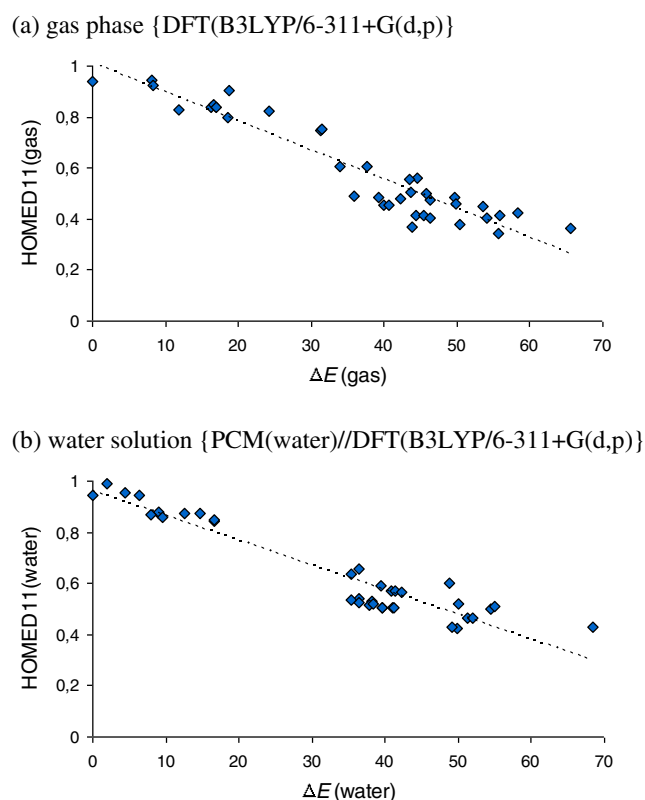 (a) gas phase {DFT(B3LYP/6-311+G(d,p)}
1
0,8
0,6
0,4
0,2
0
HOMED11(gas)
0 10 20 30 40 50 60 70
ΔE (gas)
(b) water solution {PCM(water)//DFT(B3LYP/6-311+G(d,p)}
1
0,8
0,6
0,4
0,2
0
HOMED11(water)
0 10 20 30 40 50 60 70
ΔE (water)